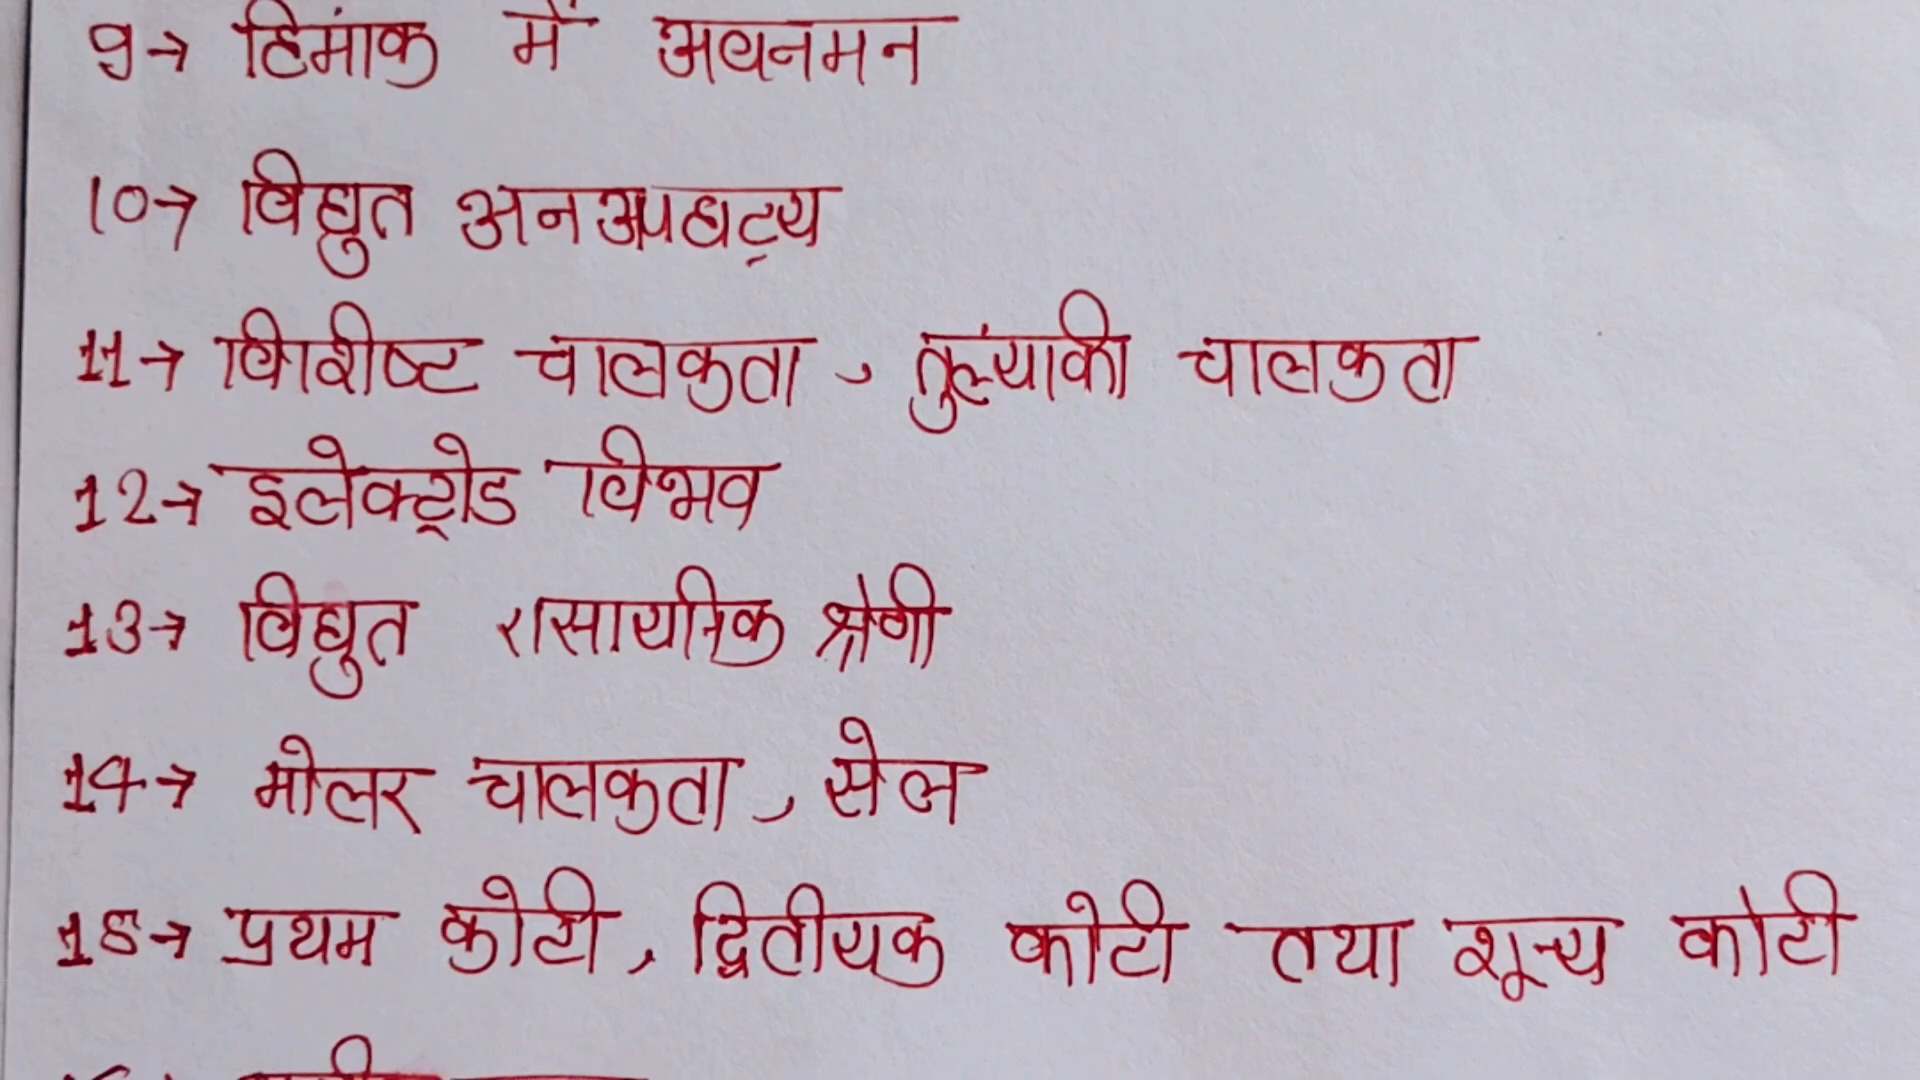 9→ हिमांक में अवनमन
10→ विद्युत अनअपघट्य
11→ विशीष्ट चालकता, तुल्यांकी चालकता
12→ इलेक्ट्रोड विभव
13→ विद्युत रासायनिक श्रेणी
14→ मोलर चालकता, सेल
15→ प्रथम कोटी, द्वितीयक कोटी तथा शून्य कोटी